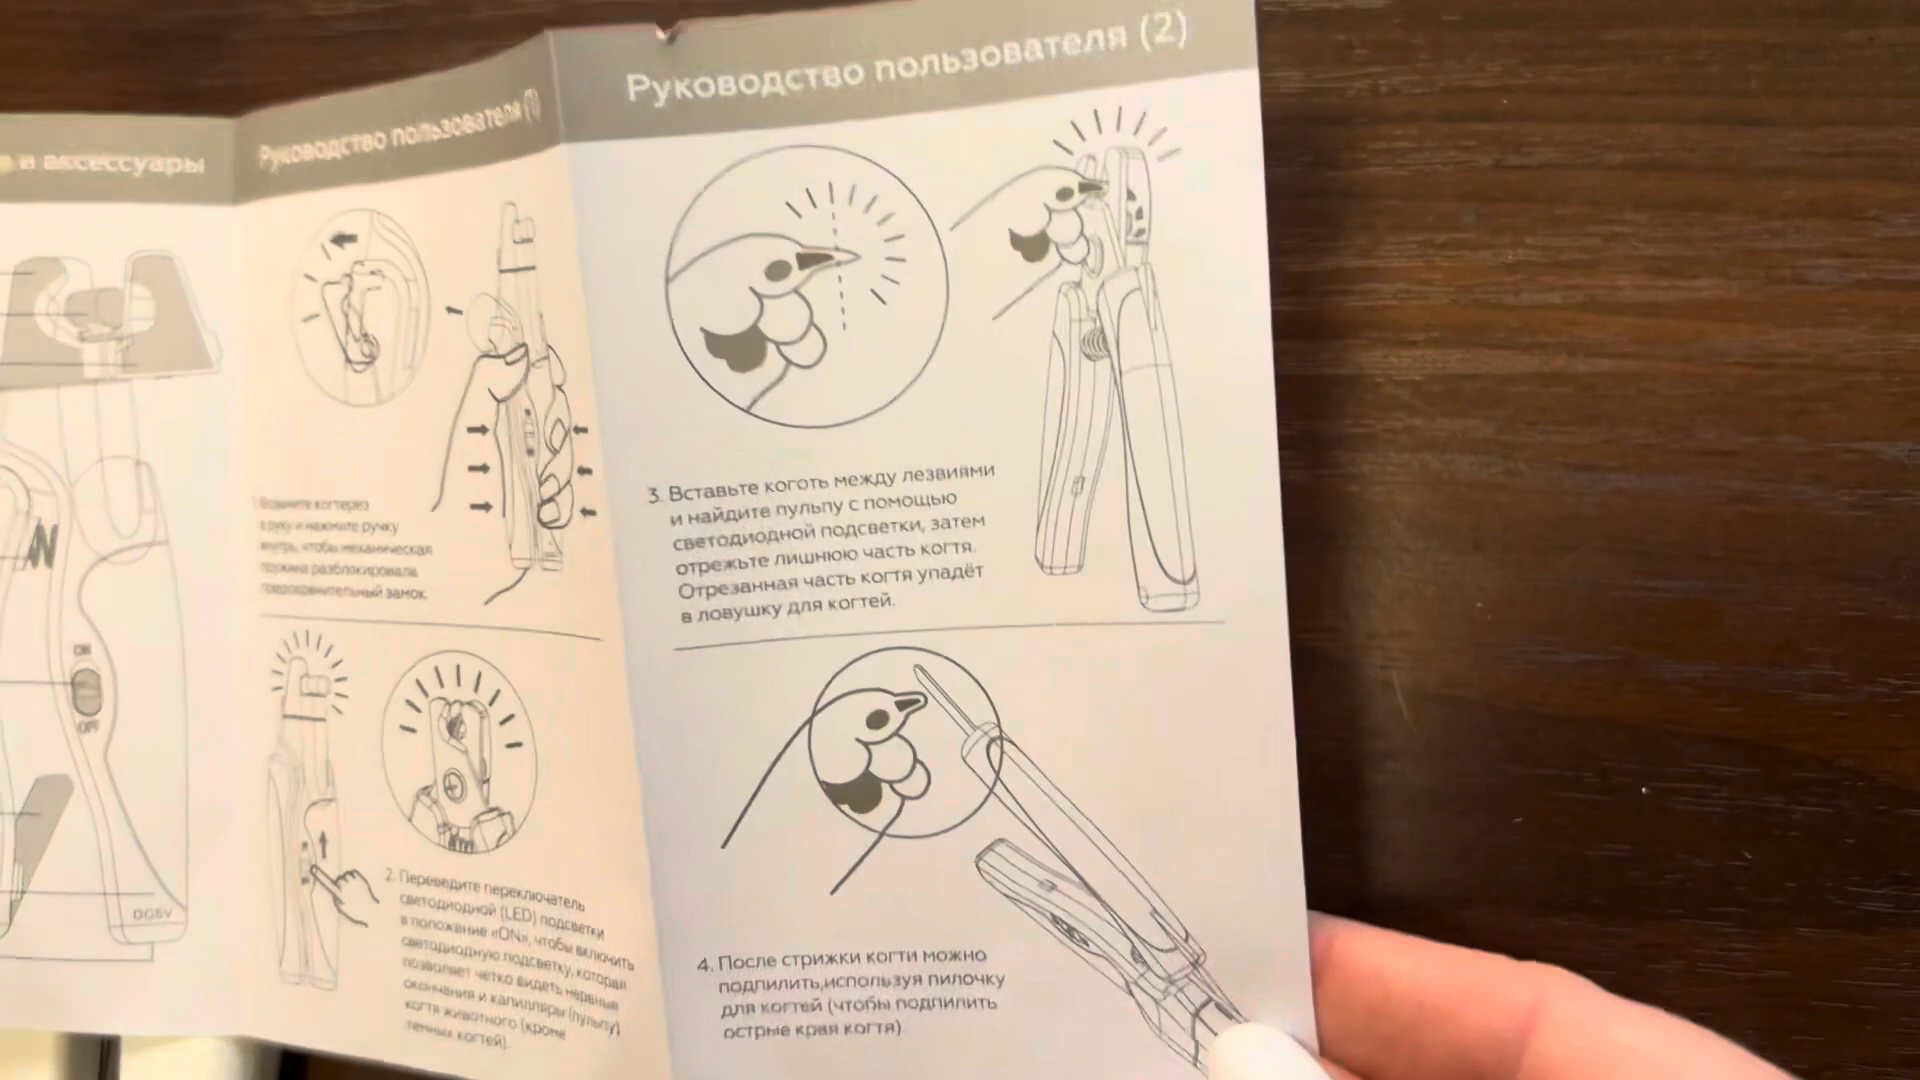 и аксессуары
ON
OFF
DC5V
Руководство пользователя (1)
1. Возьмите когтерез
в руку и нажмите ручку
внутрь, чтобы механическая
пружина разблокировала
предохранительный замок.
2. Переведите переключатель
светодиодной (LED) подсветки
в положение «ON», чтобы включить
светодиодную подсветку, которая
позволяет чётко видеть нервные
окончания и капилляры (пульпу)
когтя животного (кроме
тёмных когтей).
Руководство пользователя (2)
3. Вставьте коготь между лезвиями
и найдите пульпу с помощью
светодиодной подсветки, затем
отрежьте лишнюю часть когтя.
Отрезанная часть когтя упадёт
в ловушку для когтей.
4. После стрижки когти можно
подпилить,используя пилочку
для когтей (чтобы подпилить
острые края когтя)